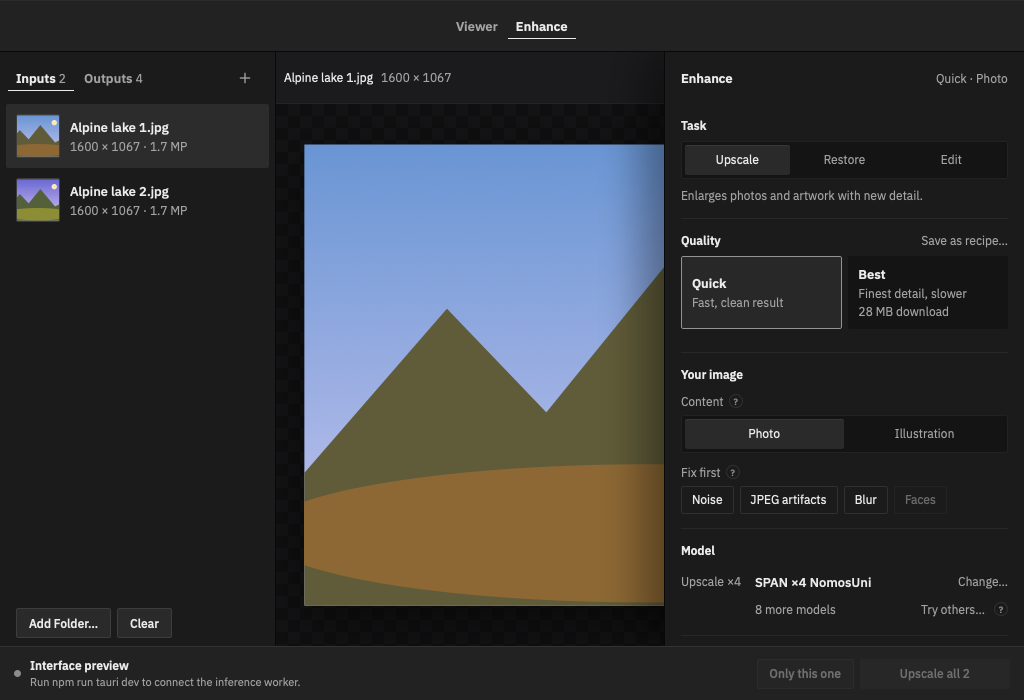 Viewer Enhance
Inputs 2 Outputs 4 +
Alpine lake 1.jpg
1600 × 1067 · 1.7 MP
Alpine lake 2.jpg
1600 × 1067 · 1.7 MP
Add Folder... Clear
Alpine lake 1.jpg 1600 × 1067
Enhance Quick · Photo
Task
Upscale Restore Edit
Enlarges photos and artwork with new detail.
Quality Save as recipe...
Quick
Fast, clean result
Best
Finest detail, slower
28 MB download
Your image
Content ?
Photo Illustration
Fix first ?
Noise JPEG artifacts Blur Faces
Model
Upscale ×4 SPAN ×4 NomosUni Change...
8 more models Try others... ?
Interface preview
Run npm run tauri dev to connect the inference worker.
Only this one Upscale all 2